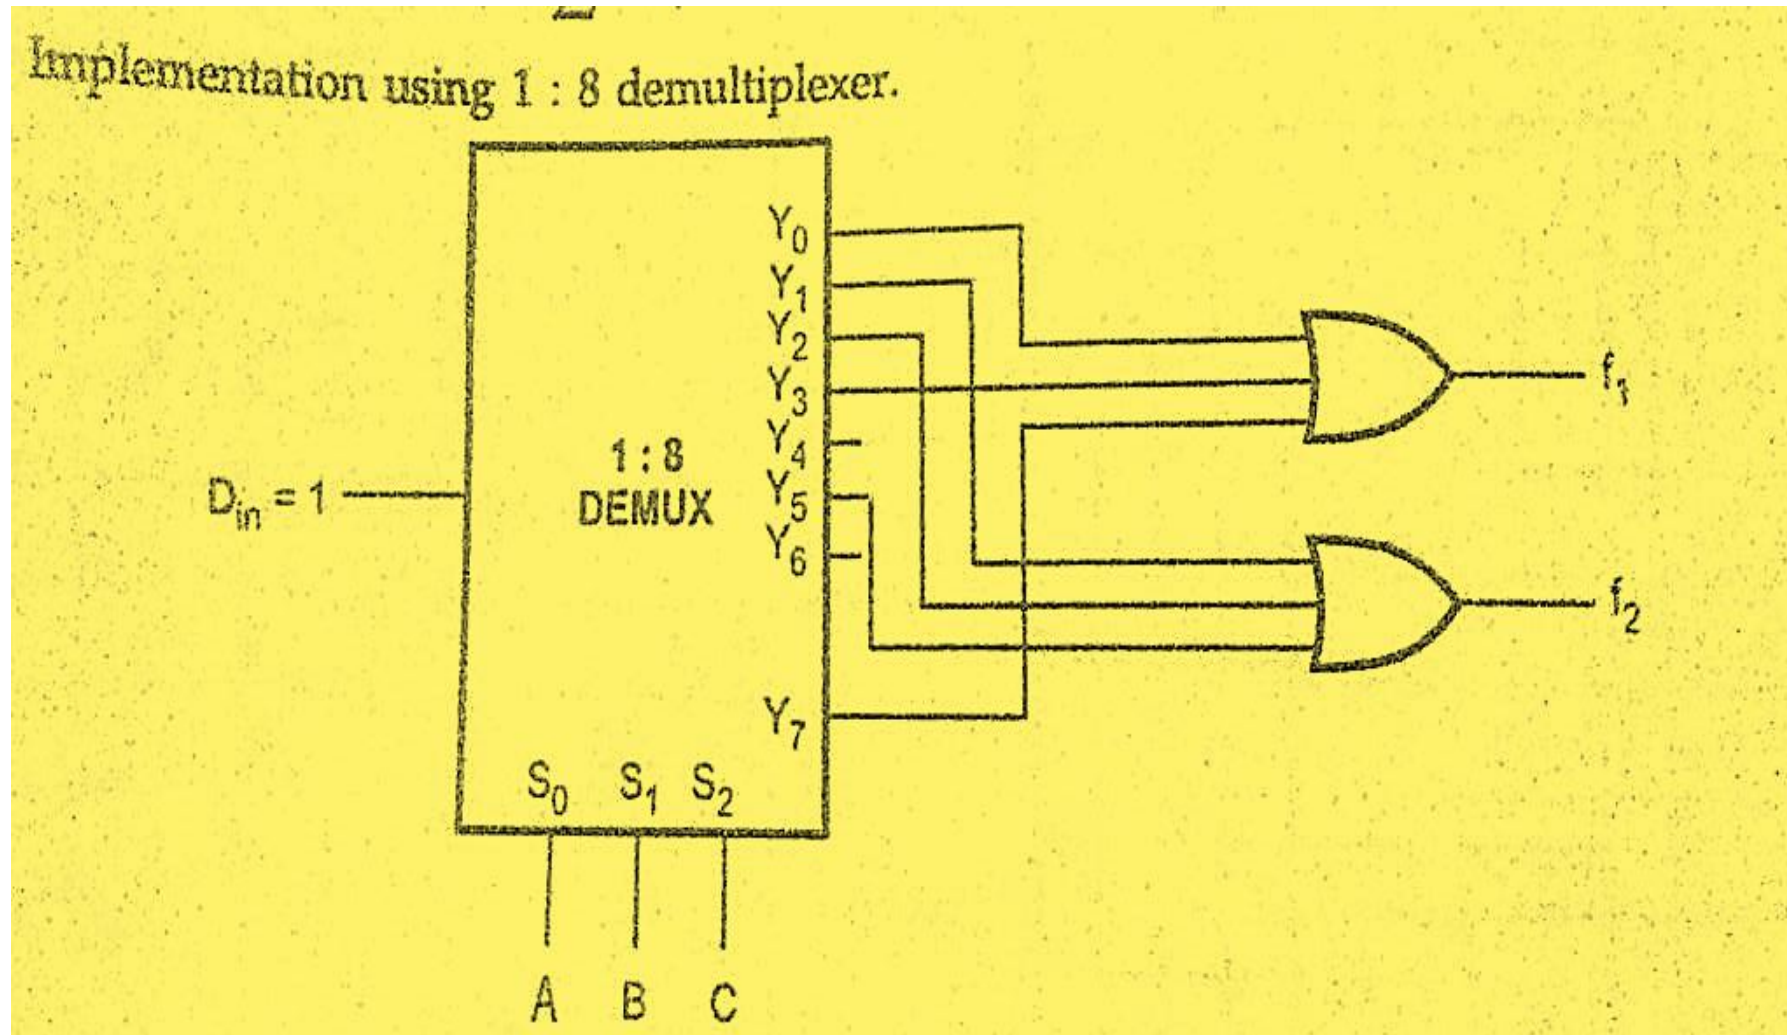 Implementation using 1 : 8 demultiplexer.
Y0
Y1
Y2
Y3
Y4
Y5
Y6
Y7
1 : 8
DEMUX
Din = 1
S0 S1 S2
A B C
f1
f2